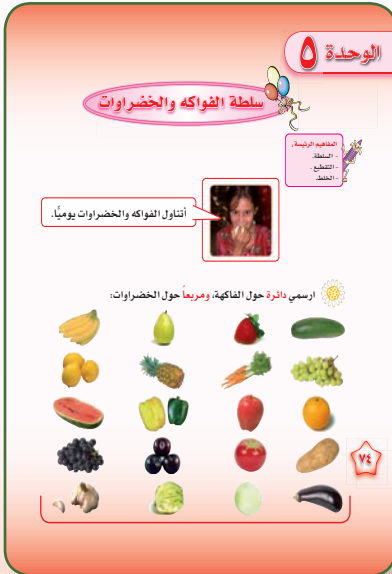 الوحدة ٥
سلطة الفواكه والخضراوات
المفاهيم الرئيسة:
- السلطة.
- التقطيع.
- الخلط.
أتناول الفواكه والخضراوات يوميًّا.
ارسمي دائرة حول الفاكهة، ومربعاً حول الخضراوات:
٧٤